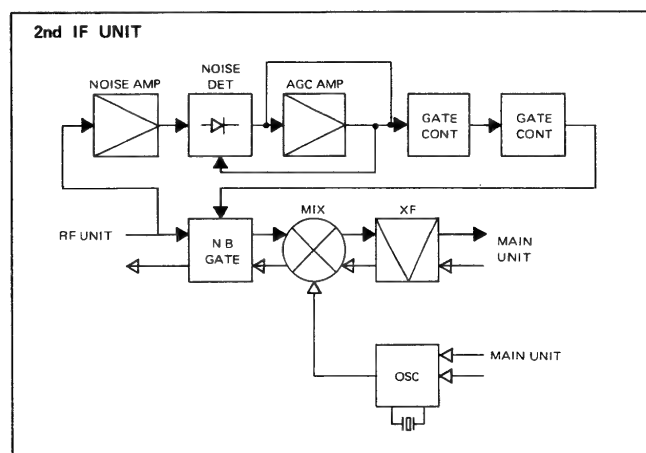 2nd IF UNIT
NOISE AMP
NOISE
DET
AGC AMP
GATE
CONT
GATE
CONT
RF UNIT
N B
GATE
MIX
XF
MAIN
UNIT
OSC
MAIN UNIT